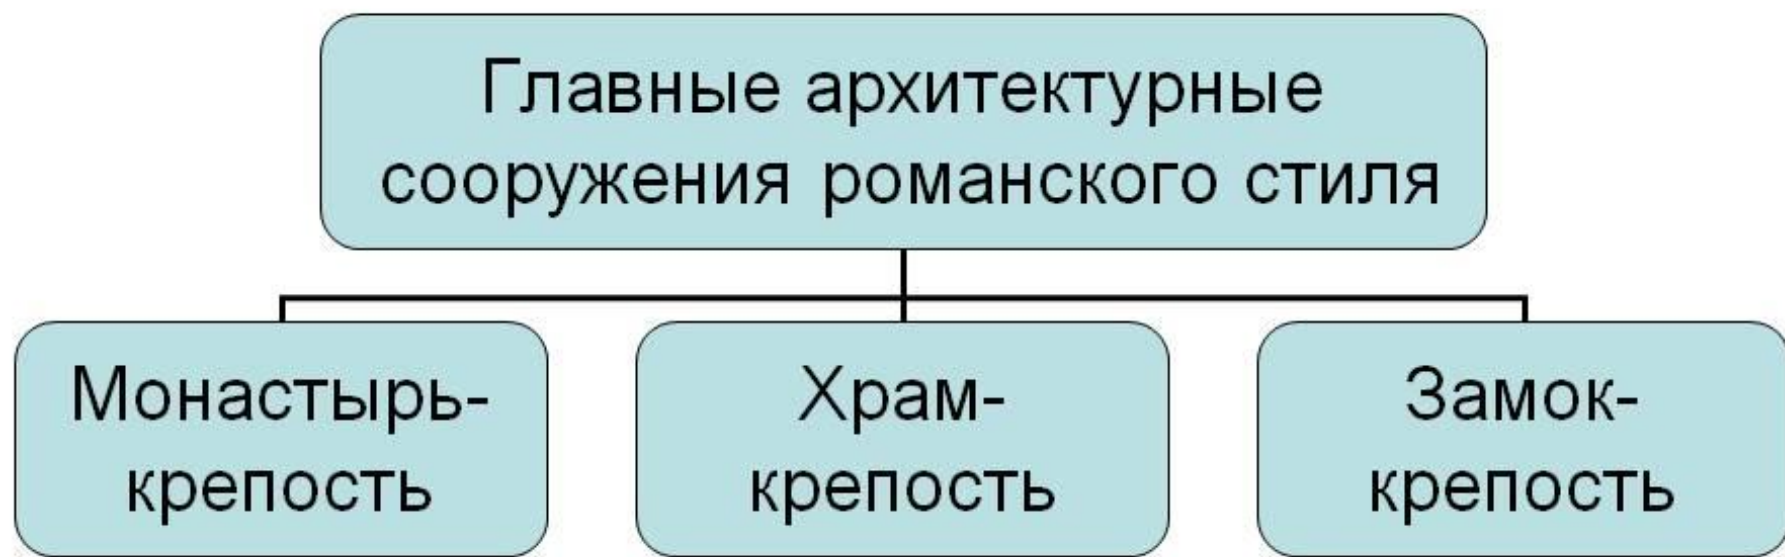 Главные архитектурные
сооружения романского стиля
Монастырь-
крепость
Храм-
крепость
Замок-
крепость